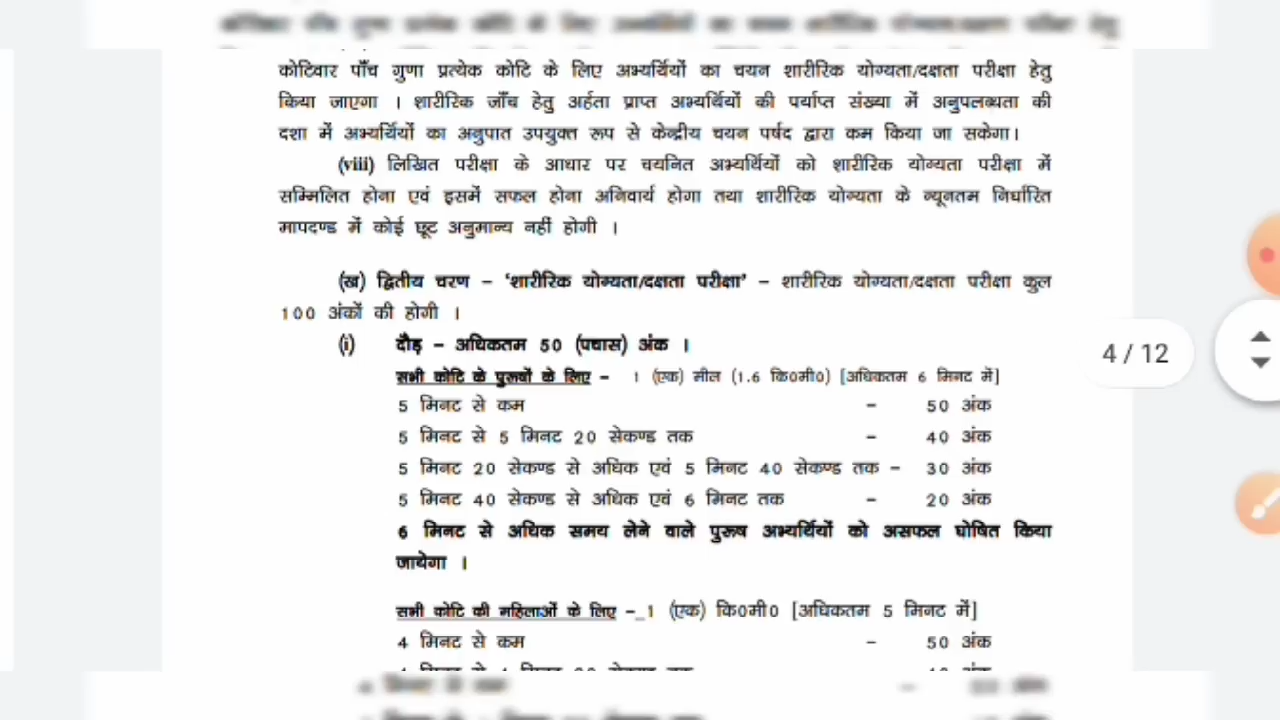 कोटिवार पाँच गुणा प्रत्येक कोटि के लिए अभ्यर्थियों का चयन शारीरिक योग्यता/दक्षता परीक्षा हेतु
किया जाएगा । शारीरिक जाँच हेतु अर्हता प्राप्त अभ्यर्थियों की पर्याप्त संख्या में अनुपलब्धता की
दशा में अभ्यर्थियों का अनुपात उपयुक्त रूप से केन्द्रीय चयन पर्षद द्वारा कम किया जा सकेगा।
(viii) लिखित परीक्षा के आधार पर चयनित अभ्यर्थियों को शारीरिक योग्यता परीक्षा में
सम्मिलित होना एवं इसमें सफल होना अनिवार्य होगा तथा शारीरिक योग्यता के न्यूनतम निर्धारित
मापदण्ड में कोई छूट अनुमान्य नहीं होगी ।
(ख) द्वितीय चरण – ‘शारीरिक योग्यता/दक्षता परीक्षा’ – शारीरिक योग्यता/दक्षता परीक्षा कुल
100 अंकों की होगी ।
(i) दौड़ – अधिकतम 50 (पचास) अंक ।
सभी कोटि के पुरूषों के लिए – 1 (एक) मील (1.6 कि0मी0) [अधिकतम 6 मिनट में]
5 मिनट से कम – 50 अंक
5 मिनट से 5 मिनट 20 सेकण्ड तक – 40 अंक
5 मिनट 20 सेकण्ड से अधिक एवं 5 मिनट 40 सेकण्ड तक – 30 अंक
5 मिनट 40 सेकण्ड से अधिक एवं 6 मिनट तक – 20 अंक
6 मिनट से अधिक समय लेने वाले पुरूष अभ्यर्थियों को असफल घोषित किया
जायेगा ।
सभी कोटि की महिलाओं के लिए – 1 (एक) कि0मी0 [अधिकतम 5 मिनट में]
4 मिनट से कम – 50 अंक
4 / 12